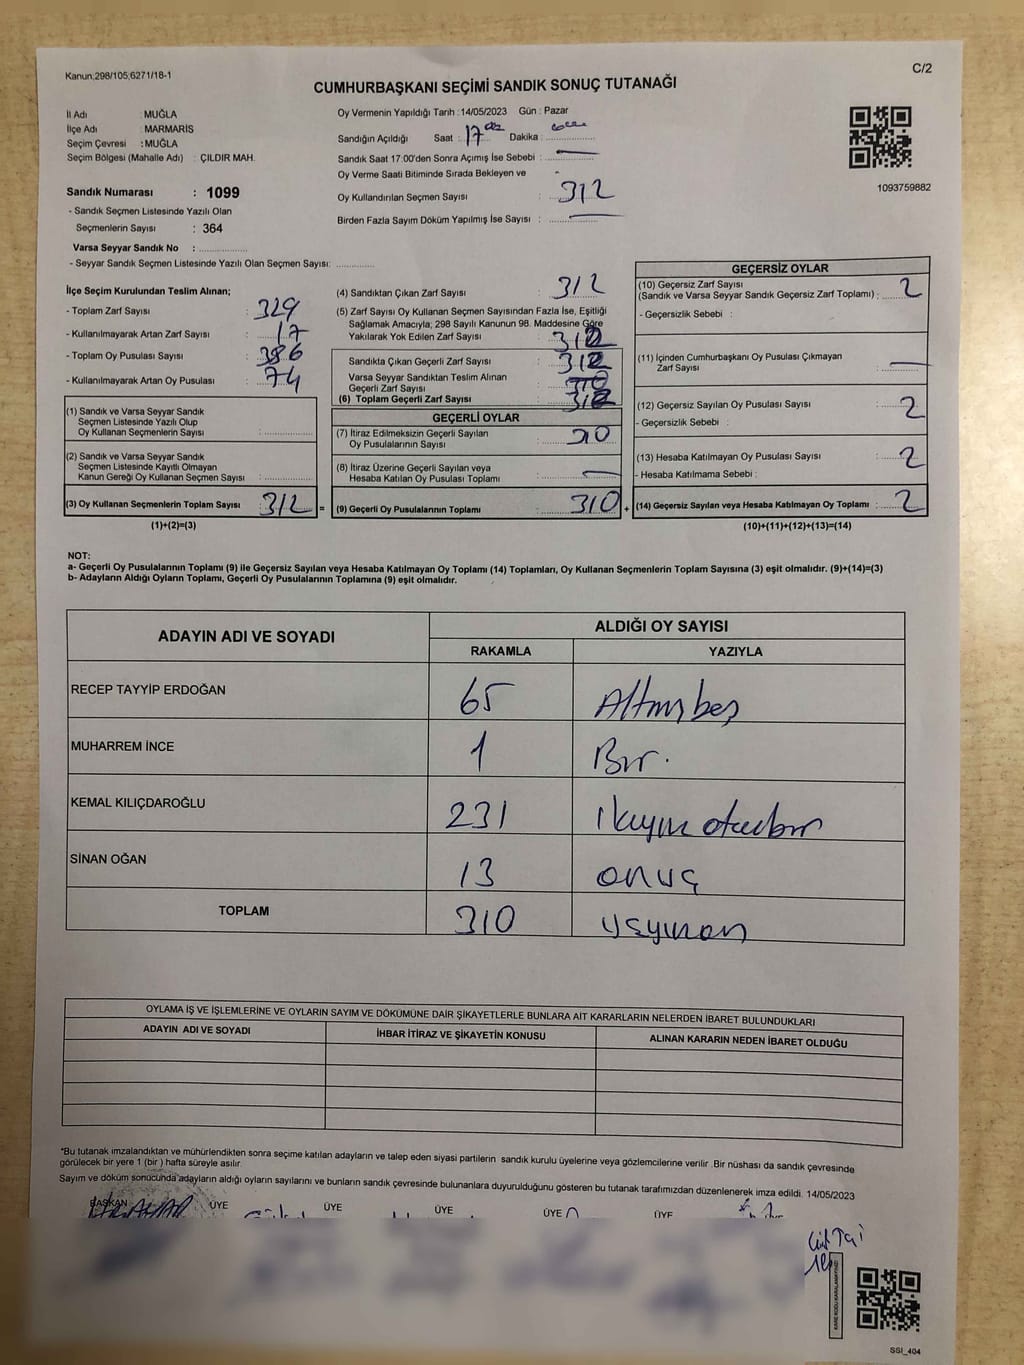 Kanun;298/105;6271/18-1
C/2
CUMHURBAŞKANI SEÇİMİ SANDIK SONUÇ TUTANAĞI
İl Adı : MUĞLA
İlçe Adı : MARMARİS
Seçim Çevresi : MUĞLA
Seçim Bölgesi (Mahalle Adı) : ÇILDIR MAH.
Sandık Numarası : 1099
- Sandık Seçmen Listesinde Yazılı Olan
Seçmenlerin Sayısı : 364
Varsa Seyyar Sandık No : ..............
- Seyyar Sandık Seçmen Listesinde Yazılı Olan Seçmen Sayısı: ..............
Oy Vermenin Yapıldığı Tarih : 14/05/2023 Gün : Pazar
Sandığın Açıldığı Saat : 17 Dakika :
Sandık Saat 17:00'den Sonra Açımış İse Sebebi :
Oy Verme Saati Bitiminde Sırada Bekleyen ve
Oy Kullandırılan Seçmen Sayısı : 312
Birden Fazla Sayım Döküm Yapılmış İse Sayısı :
1093759882
İlçe Seçim Kurulundan Teslim Alınan;
- Toplam Zarf Sayısı : 329
- Kullanılmayarak Artan Zarf Sayısı : 17
- Toplam Oy Pusulası Sayısı : 386
- Kullanılmayarak Artan Oy Pusulası : 74
(1) Sandık ve Varsa Seyyar Sandık
Seçmen Listesinde Yazılı Olup
Oy Kullanan Seçmenlerin Sayısı :
(2) Sandık ve Varsa Seyyar Sandık
Seçmen Listesinde Kayıtlı Olmayan
Kanun Gereği Oy Kullanan Seçmen Sayısı :
(3) Oy Kullanan Seçmenlerin Toplam Sayısı : 312 =
(1)+(2)=(3)
(4) Sandıktan Çıkan Zarf Sayısı : 312
(5) Zarf Sayısı Oy Kullanan Seçmen Sayısından Fazla İse, Eşitliği
Sağlamak Amacıyla; 298 Sayılı Kanunun 98. Maddesine Göre
Yakılarak Yok Edilen Zarf Sayısı : 312
Sandıkta Çıkan Geçerli Zarf Sayısı : 312
Varsa Seyyar Sandıktan Teslim Alınan
Geçerli Zarf Sayısı : 310
(6) Toplam Geçerli Zarf Sayısı : 312
GEÇERLİ OYLAR
(7) İtiraz Edilmeksizin Geçerli Sayılan
Oy Pusulalarının Sayısı : 310
(8) İtiraz Üzerine Geçerli Sayılan veya
Hesaba Katılan Oy Pusulası Toplamı :
(9) Geçerli Oy Pusulalarının Toplamı : 310 +
GEÇERSİZ OYLAR
(10) Geçersiz Zarf Sayısı
(Sandık ve Varsa Seyyar Sandık Geçersiz Zarf Toplamı) : 2
- Geçersizlik Sebebi :
(11) İçinden Cumhurbaşkanı Oy Pusulası Çıkmayan
Zarf Sayısı :
(12) Geçersiz Sayılan Oy Pusulası Sayısı : 2
- Geçersizlik Sebebi :
(13) Hesaba Katılmayan Oy Pusulası Sayısı : 2
- Hesaba Katılmama Sebebi :
(14) Geçersiz Sayılan veya Hesaba Katılmayan Oy Toplamı : 2
(10)+(11)+(12)+(13)=(14)
NOT:
a- Geçerli Oy Pusulalarının Toplamı (9) ile Geçersiz Sayılan veya Hesaba Katılmayan Oy Toplamı (14) Toplamları, Oy Kullanan Seçmenlerin Toplam Sayısına (3) eşit olmalıdır. (9)+(14)=(3)
b- Adayların Aldığı Oyların Toplamı, Geçerli Oy Pusulalarının Toplamına (9) eşit olmalıdır.
ADAYIN ADI VE SOYADI ALDIĞI OY SAYISI
RAKAMLA YAZIYLA
RECEP TAYYİP ERDOĞAN 65 Altmışbeş
MUHARREM İNCE 1 Bir.
KEMAL KILIÇDAROĞLU 231 ikiyüz otuzbir
SİNAN OĞAN 13 onüç
TOPLAM 310 üçyüzon
OYLAMA İŞ VE İŞLEMLERİNE VE OYLARIN SAYIM VE DÖKÜMÜNE DAİR ŞİKAYETLERLE BUNLARA AİT KARARLARIN NELERDEN İBARET BULUNDUKLARI
ADAYIN ADI VE SOYADI İHBAR İTİRAZ VE ŞİKAYETİN KONUSU ALINAN KARARIN NEDEN İBARET OLDUĞU
*Bu tutanak imzalandıktan ve mühürlendikten sonra seçime katılan adayların ve talep eden siyasi partilerin sandık kurulu üyelerine veya gözlemcilerine verilir .Bir nüshası da sandık çevresinde
görülecek bir yere 1 (bir ) hafta süreyle asılır.
Sayım ve döküm sonucunda adayların aldığı oyların sayılarını ve bunların sandık çevresinde bulunanlara duyurulduğunu gösteren bu tutanak tarafımızdan düzenlenerek imza edildi. 14/05/2023
BAŞKAN ÜYE ÜYE ÜYE ÜYE ÜYE
SSI_404